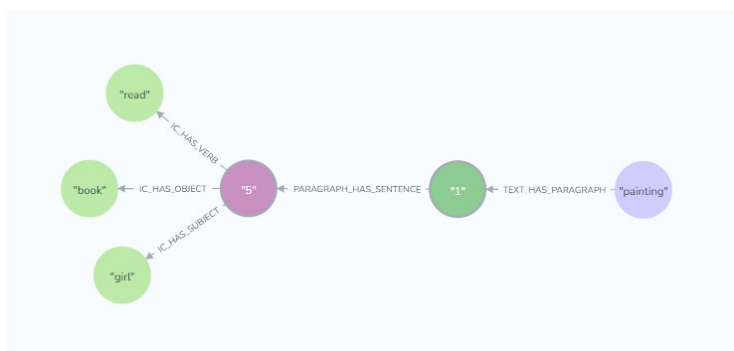 "read"
IC_HAS_VERB
"book"
IC_HAS_OBJECT
"5"
PARAGRAPH_HAS_SENTENCE
"1"
TEXT_HAS_PARAGRAPH
"painting"
IC_HAS_SUBJECT
"girl"